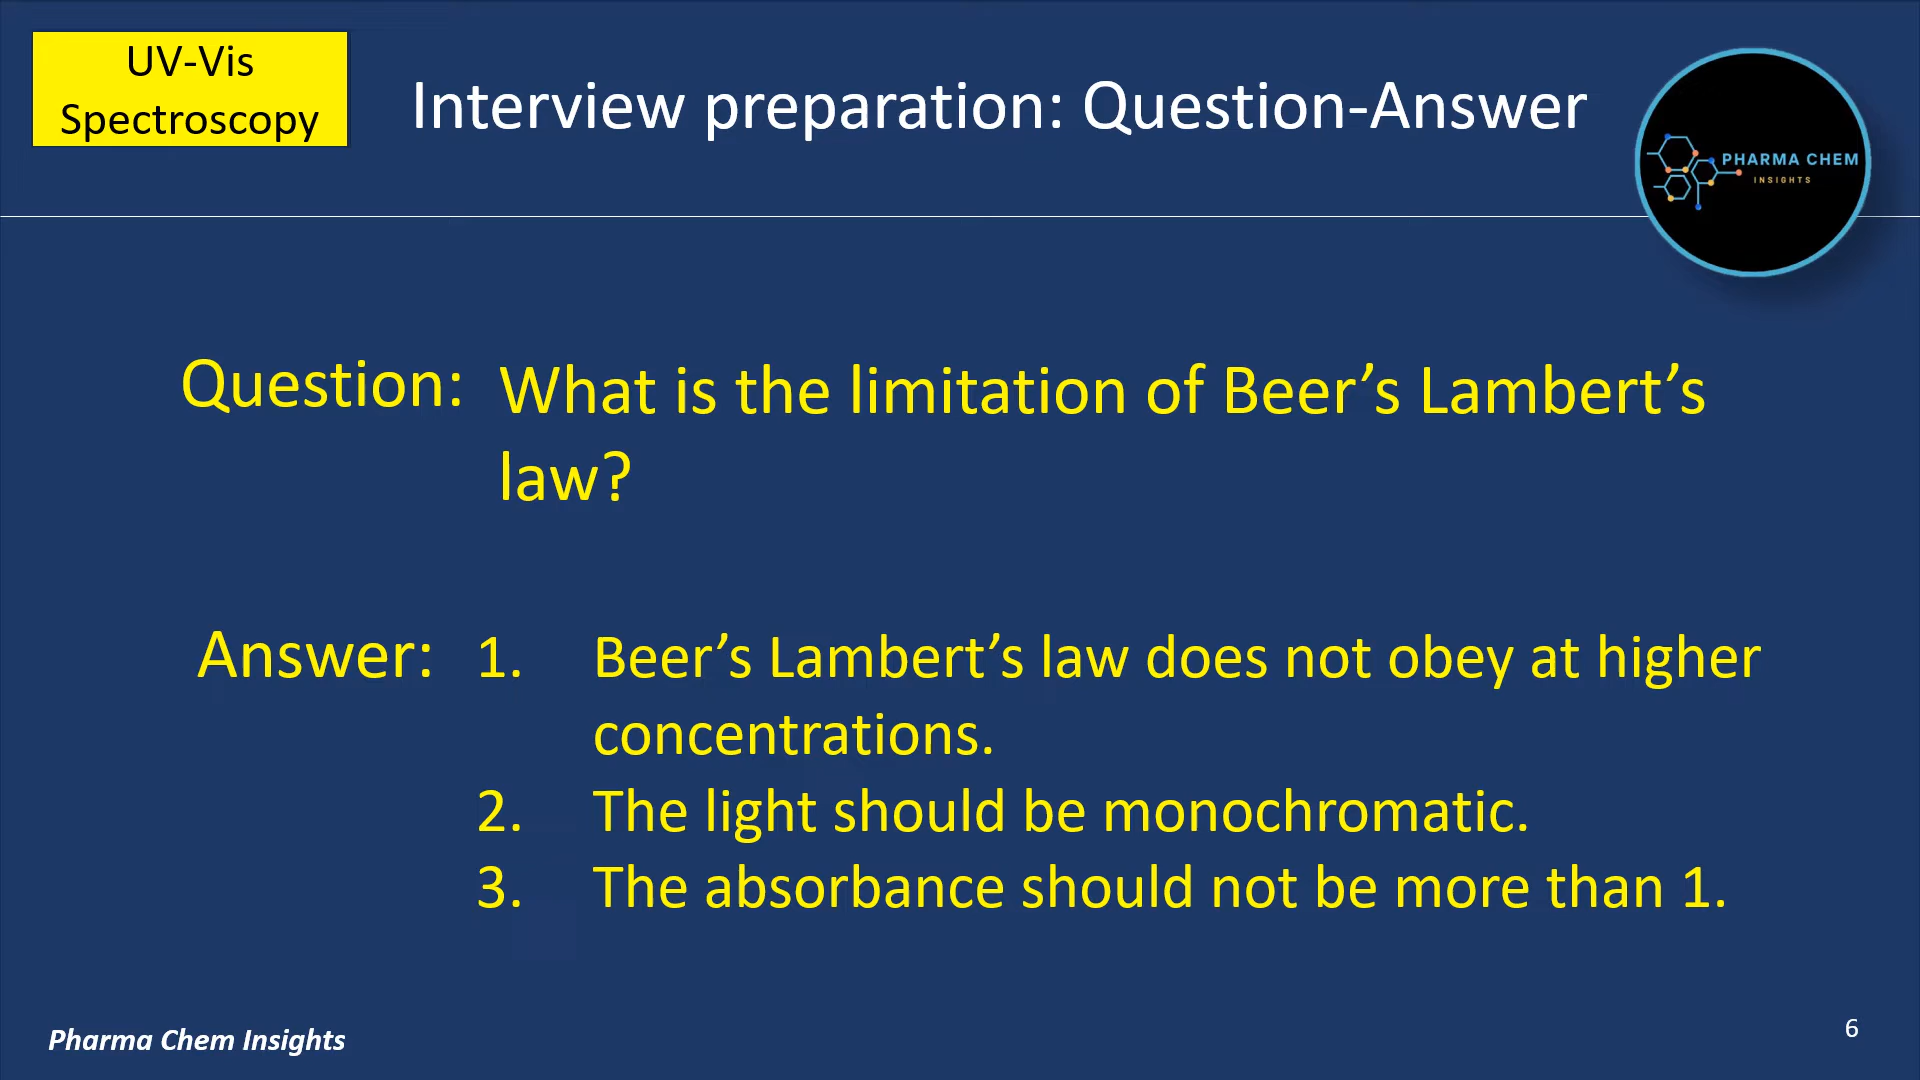 UV-Vis
Spectroscopy
Interview preparation: Question-Answer
PHARMA CHEM
INSIGHTS
Question: What is the limitation of Beer’s Lambert’s
law?
Answer: 1. Beer’s Lambert’s law does not obey at higher
concentrations.
2. The light should be monochromatic.
3. The absorbance should not be more than 1.
Pharma Chem Insights
6